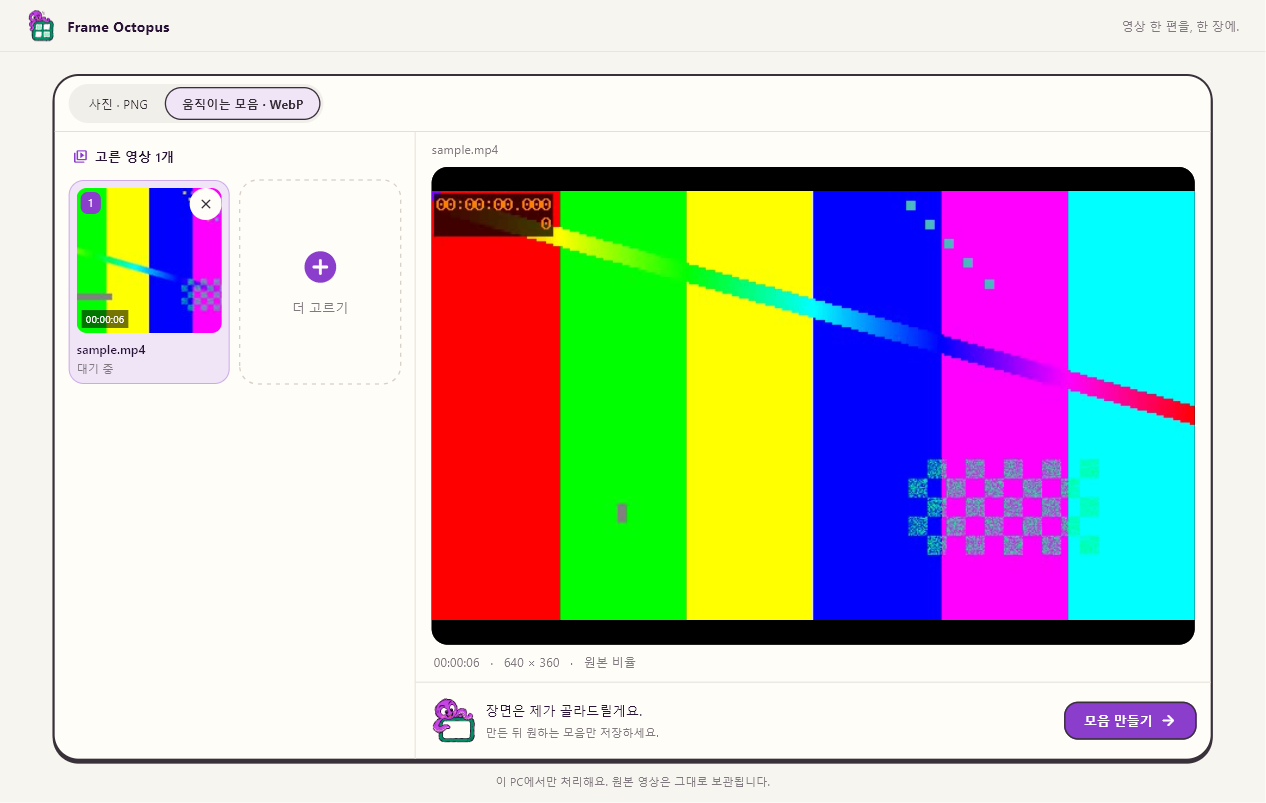 Frame Octopus
영상 한 편을, 한 장에.
사진 · PNG
움직이는 모음 · WebP
고른 영상 1개
sample.mp4
1
00:00:06
sample.mp4
대기 중
더 고르기
00:00:00.000
0
00:00:06 · 640 × 360 · 원본 비율
장면은 제가 골라드릴게요.
만든 뒤 원하는 모음만 저장하세요.
모음 만들기 →
이 PC에서만 처리해요. 원본 영상은 그대로 보관됩니다.